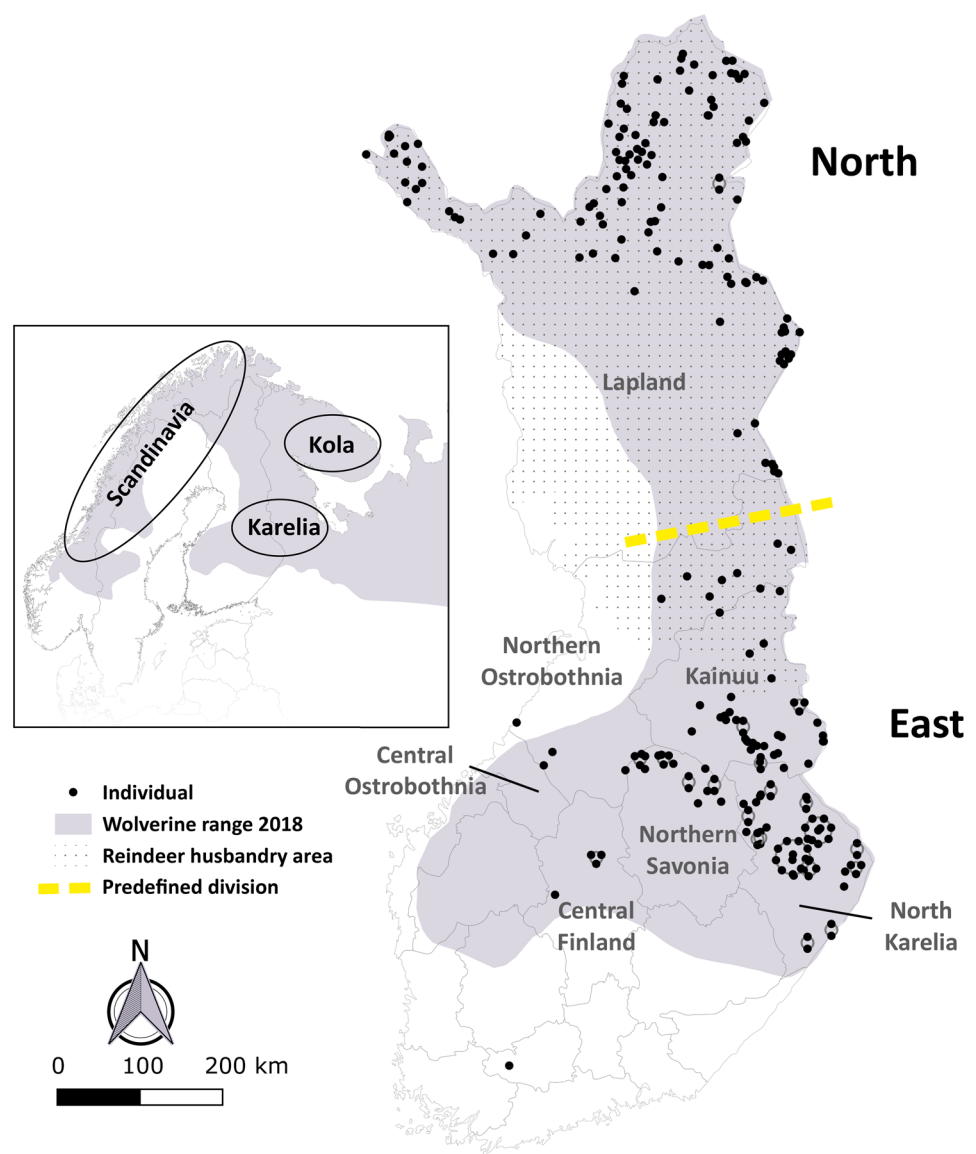 North
Lapland
Scandinavia
Kola
Karelia
Northern
Ostrobothnia
Kainuu
East
Central
Ostrobothnia
Individual
Wolverine range 2018
Reindeer husbandry area
Predefined division
Northern
Savonia
Central
Finland
North
Karelia
N
0 100 200 km